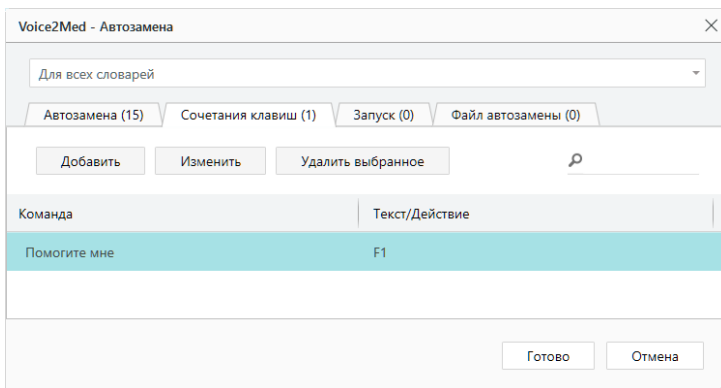 Voice2Med - Автозамена
Для всех словарей
Автозамена (15) Сочетания клавиш (1) Запуск (0) Файл автозамены (0)
Добавить Изменить Удалить выбранное
Команда Текст/Действие
Помогите мне F1
Готово Отмена